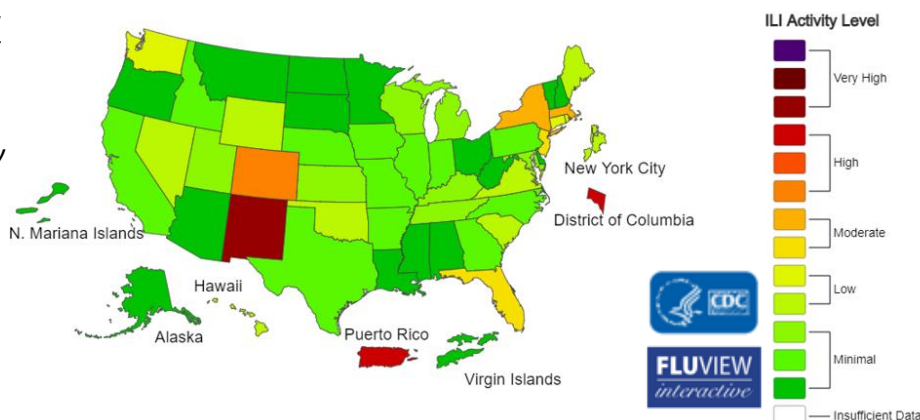 ILI Activity Level
Very High
High
Moderate
Low
Minimal
Insufficient Data
New York City
District of Columbia
N. Mariana Islands
Hawaii
Alaska
Puerto Rico
Virgin Islands
CDC
FLUVIEW
interactive